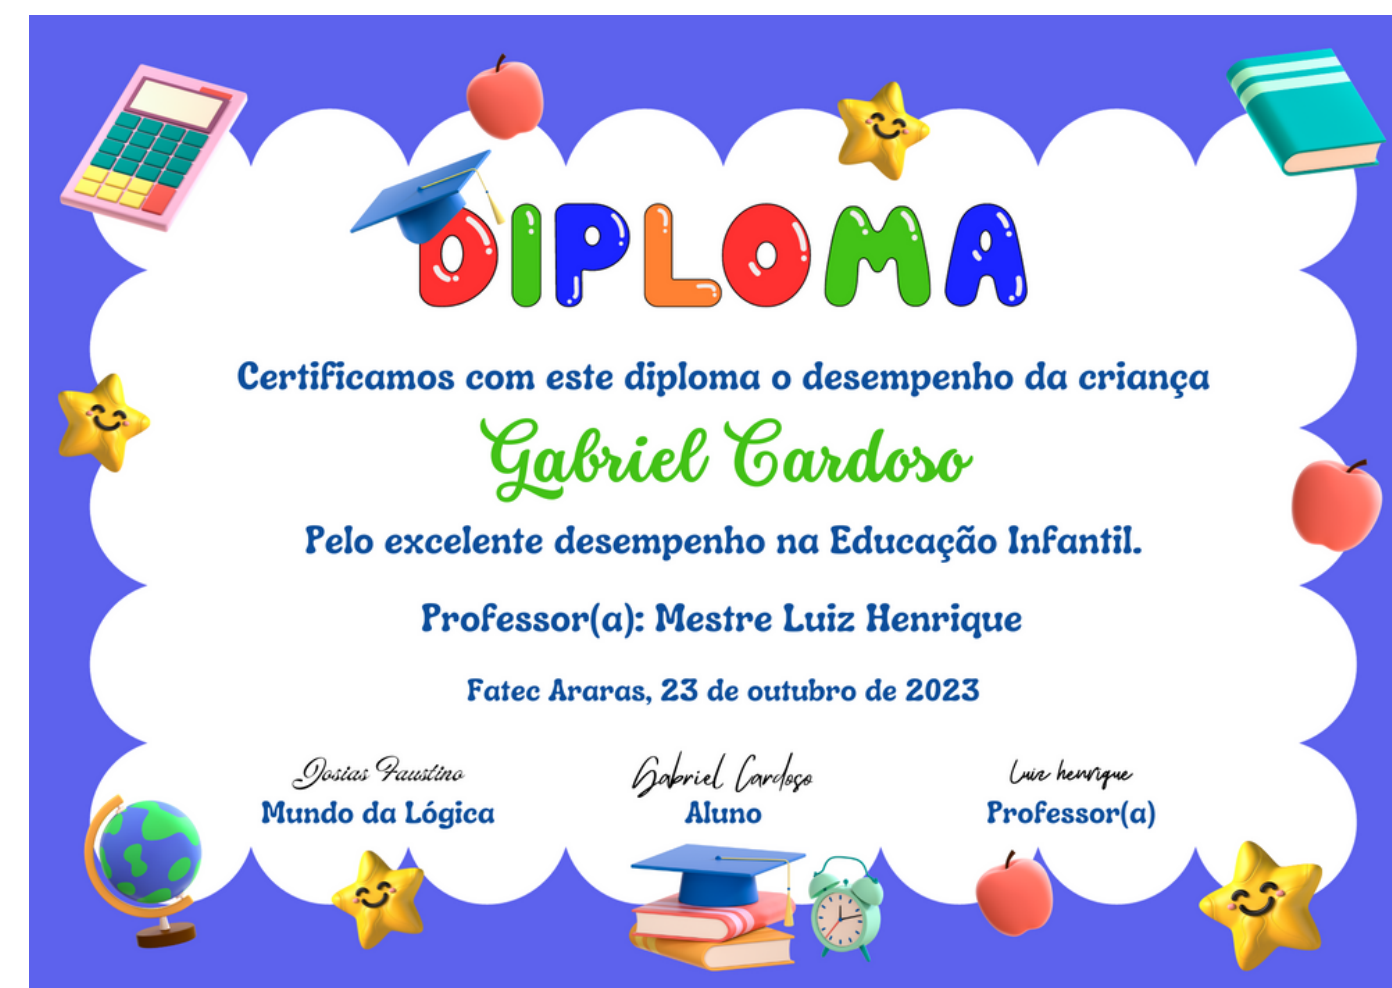 DIPLOMA
Certificamos com este diploma o desempenho da criança
Gabriel Cardoso
Pelo excelente desempenho na Educação Infantil.
Professor(a): Mestre Luiz Henrique
Fatec Araras, 23 de outubro de 2023
Josias Faustino
Gabriel Cardoso
Luiz henrique
Mundo da Lógica
Aluno
Professor(a)